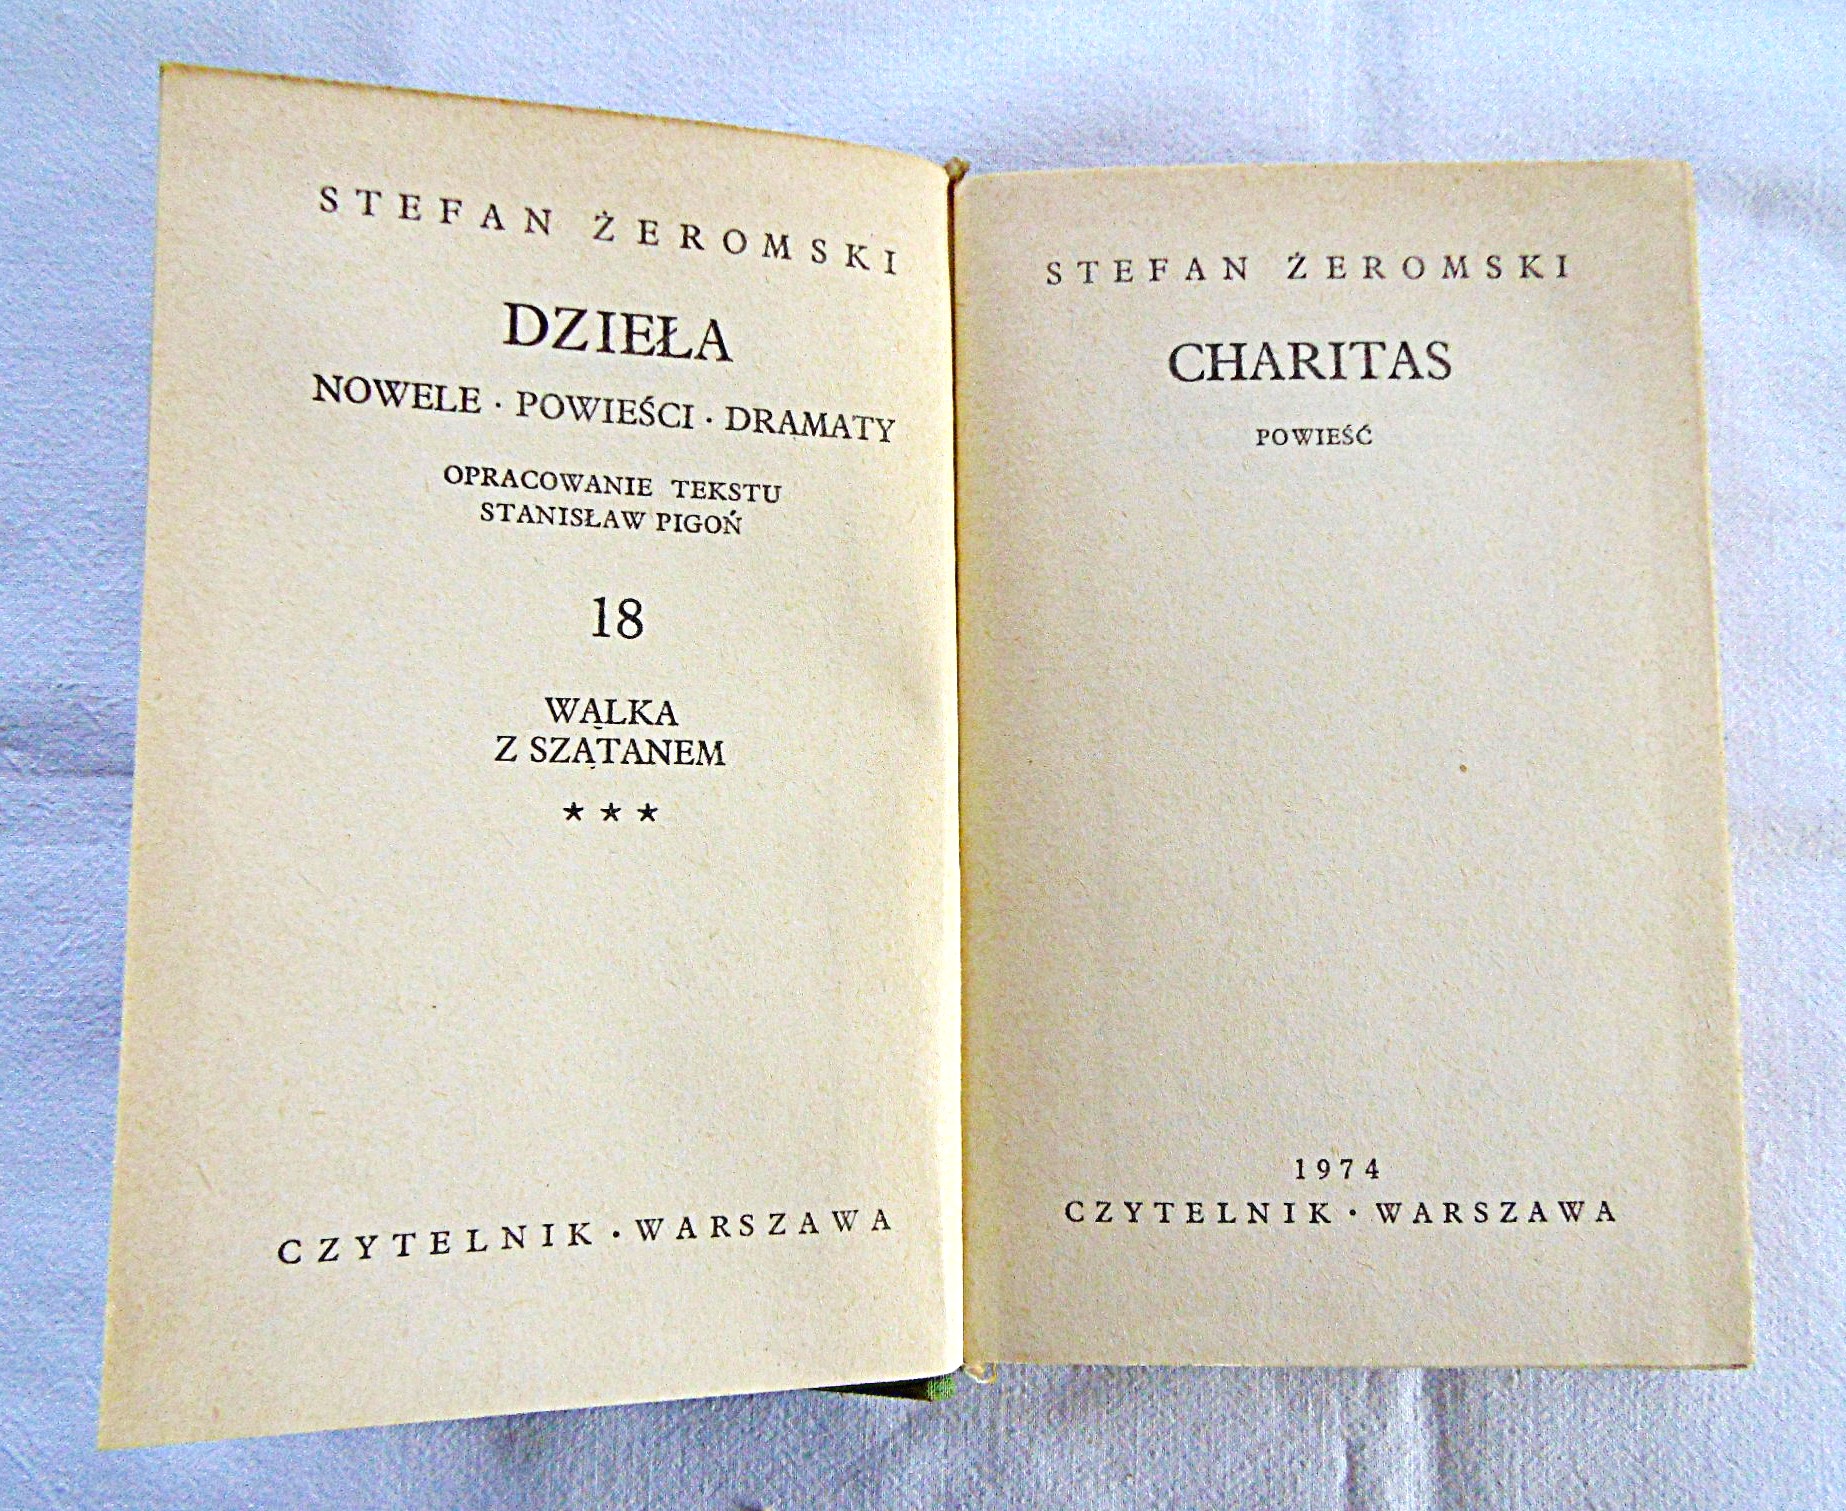 STEFAN ŻEROMSKI
DZIEŁA
NOWELE · POWIEŚCI · DRAMATY
OPRACOWANIE TEKSTU
STANISŁAW PIGOŃ
18
WALKA
Z SZATANEM
★ ★ ★
CZYTELNIK · WARSZAWA
STEFAN ŻEROMSKI
CHARITAS
POWIEŚĆ
1974
CZYTELNIK · WARSZAWA